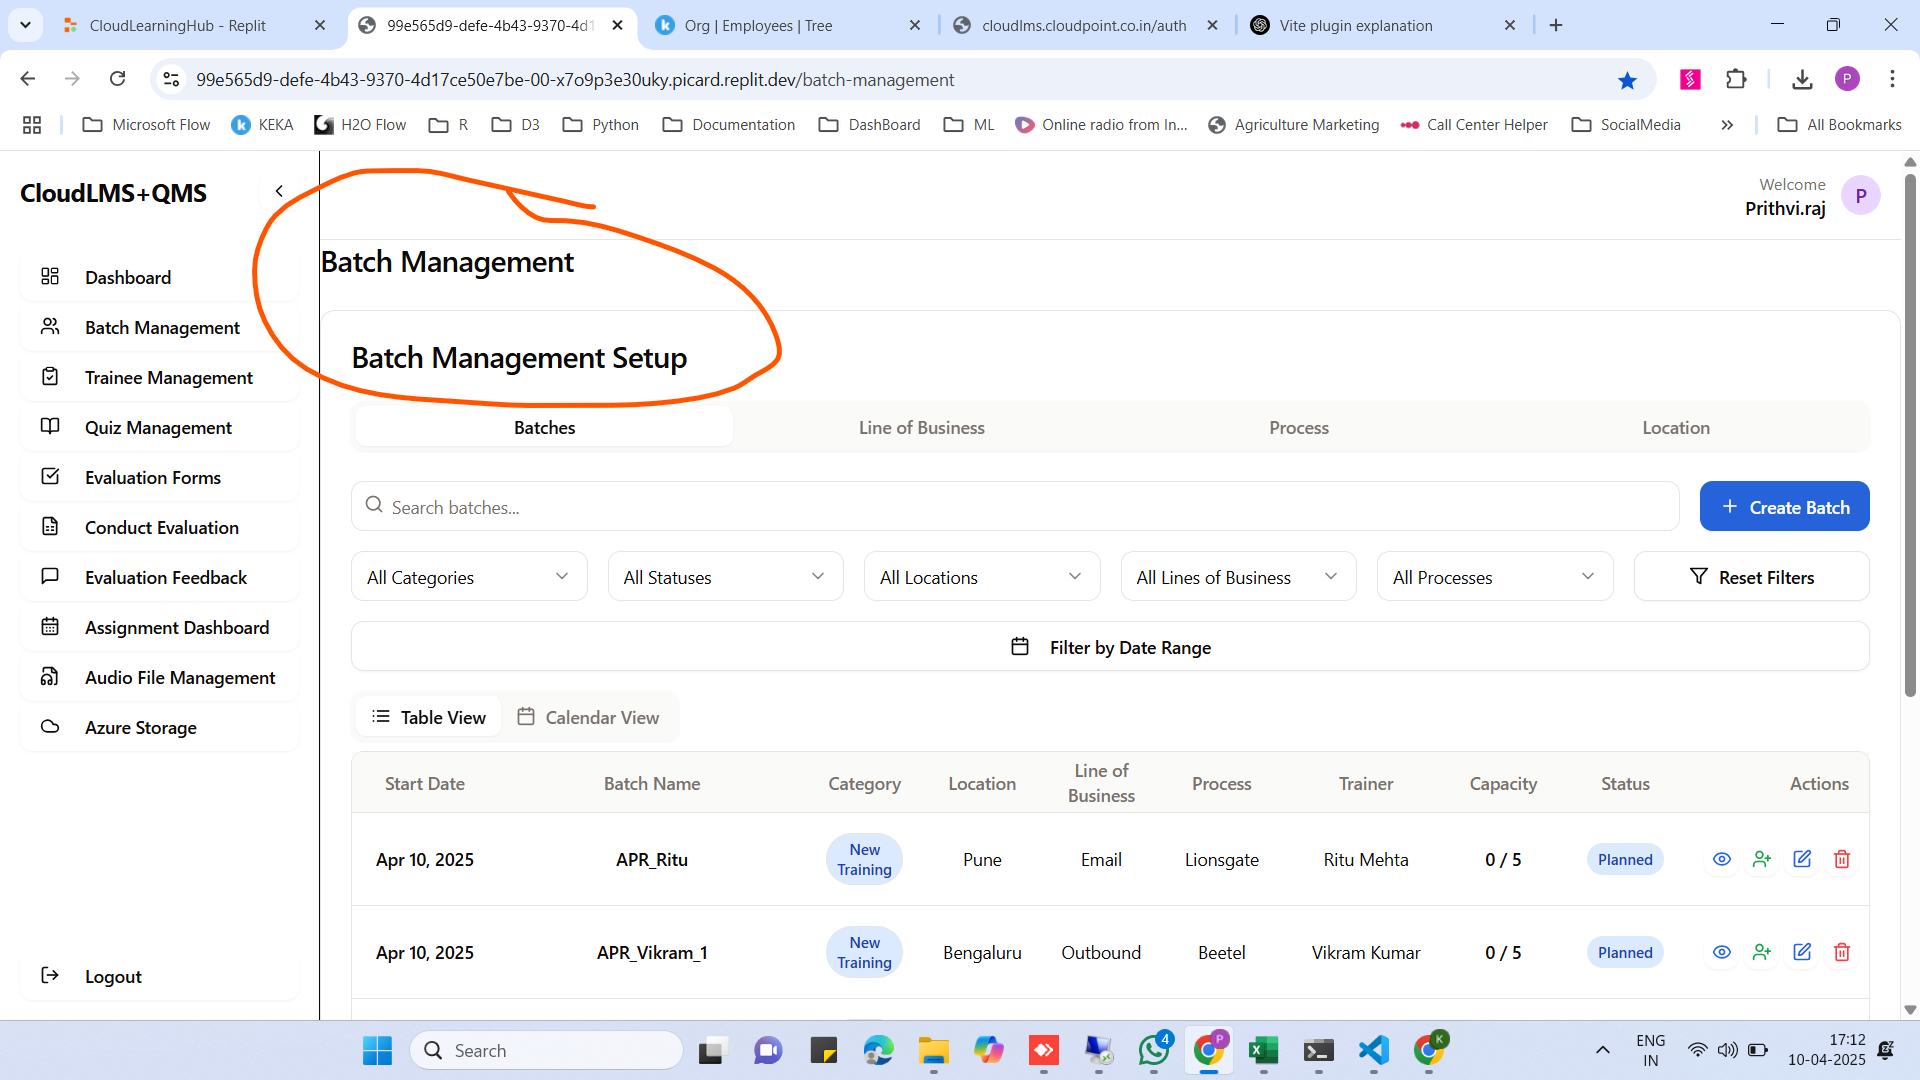 CloudLearningHub - Replit
99e565d9-defe-4b43-9370-4d1
Org | Employees | Tree
cloudlms.cloudpoint.co.in/auth
Vite plugin explanation
99e565d9-defe-4b43-9370-4d17ce50e7be-00-x7o9p3e30uky.picard.replit.dev/batch-management
P
Microsoft Flow
KEKA
H2O Flow
R
D3
Python
Documentation
DashBoard
ML
Online radio from In...
Agriculture Marketing
Call Center Helper
SocialMedia
All Bookmarks
CloudLMS+QMS
Welcome
Prithvi.raj
P
Dashboard
Batch Management
Trainee Management
Quiz Management
Evaluation Forms
Conduct Evaluation
Evaluation Feedback
Assignment Dashboard
Audio File Management
Azure Storage
Logout
Batch Management
Batch Management Setup
Batches Line of Business Process Location
Search batches...
Create Batch
All Categories All Statuses All Locations All Lines of Business All Processes Reset Filters
Filter by Date Range
Table View Calendar View
Start Date Batch Name Category Location Line of Business Process Trainer Capacity Status Actions
Apr 10, 2025 APR_Ritu New Training Pune Email Lionsgate Ritu Mehta 0 / 5 Planned
Apr 10, 2025 APR_Vikram_1 New Training Bengaluru Outbound Beetel Vikram Kumar 0 / 5 Planned
Search
4
P
K
ENG
IN
17:12
10-04-2025